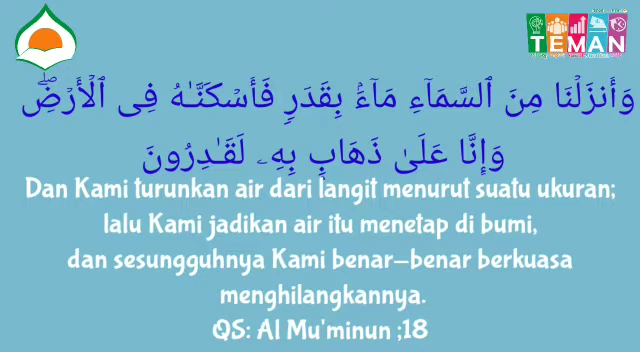 TEMAN
وَأَنزَلْنَا مِنَ ٱلسَّمَآءِ مَآءًۢ بِقَدَرٍۢ فَأَسْكَنَّـٰهُ فِى ٱلْأَرْضِ ۖ
وَإِنَّا عَلَىٰ ذَهَابٍۭ بِهِۦ لَقَـٰدِرُونَ
Dan Kami turunkan air dari langit menurut suatu ukuran;
lalu Kami jadikan air itu menetap di bumi,
dan sesungguhnya Kami benar-benar berkuasa
menghilangkannya.
QS: Al Mu'minun ;18